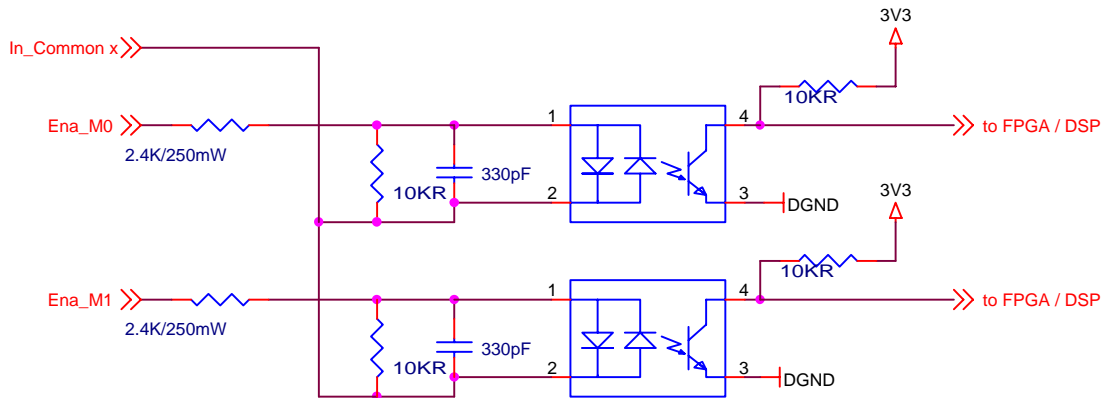 3V3
In_Common x
10KR
Ena_M0
1
4
to FPGA / DSP
2.4K/250mW
330pF
10KR
2
3
DGND
3V3
10KR
Ena_M1
1
4
to FPGA / DSP
2.4K/250mW
330pF
10KR
2
3
DGND